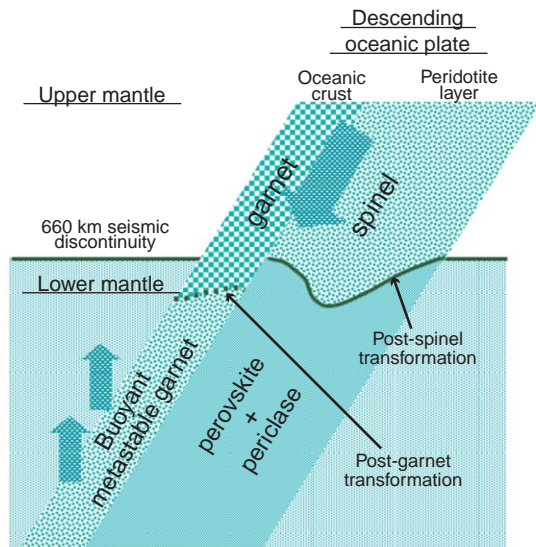 Descending
oceanic plate
Oceanic
crust
Peridotite
layer
Upper mantle
garnet
spinel
660 km seismic
discontinuity
Lower mantle
Post-spinel
transformation
Buoyant
metastable garnet
perovskite
+
periclase
Post-garnet
transformation